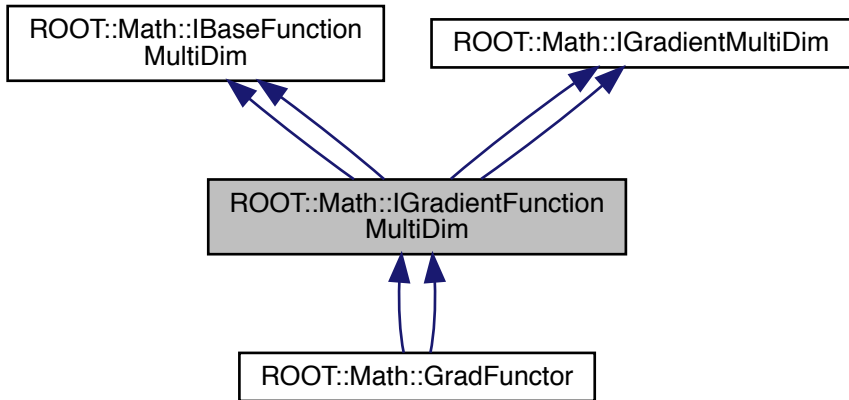 ROOT::Math::IBaseFunction
MultiDim
ROOT::Math::IGradientMultiDim
ROOT::Math::IGradientFunction
MultiDim
ROOT::Math::GradFunctor